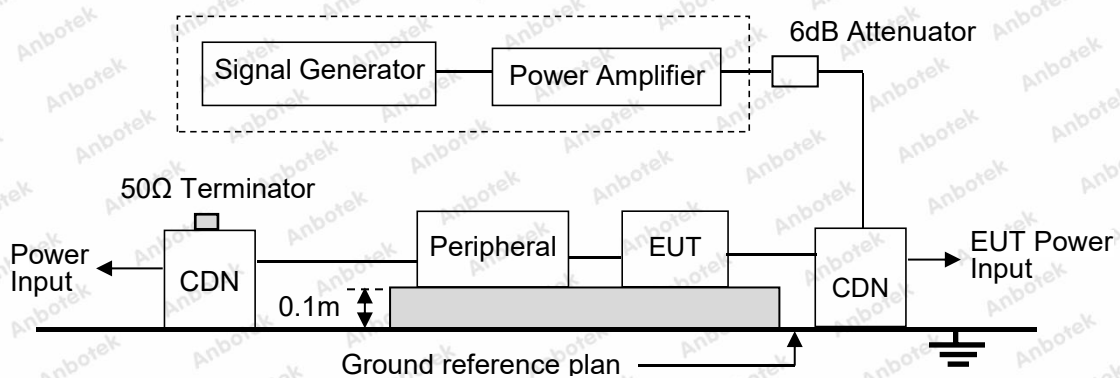 6dB Attenuator
Signal Generator
Power Amplifier
50Ω Terminator
Power
Input
CDN
Peripheral
EUT
CDN
EUT Power
Input
0.1m
Ground reference plan
Anbotek